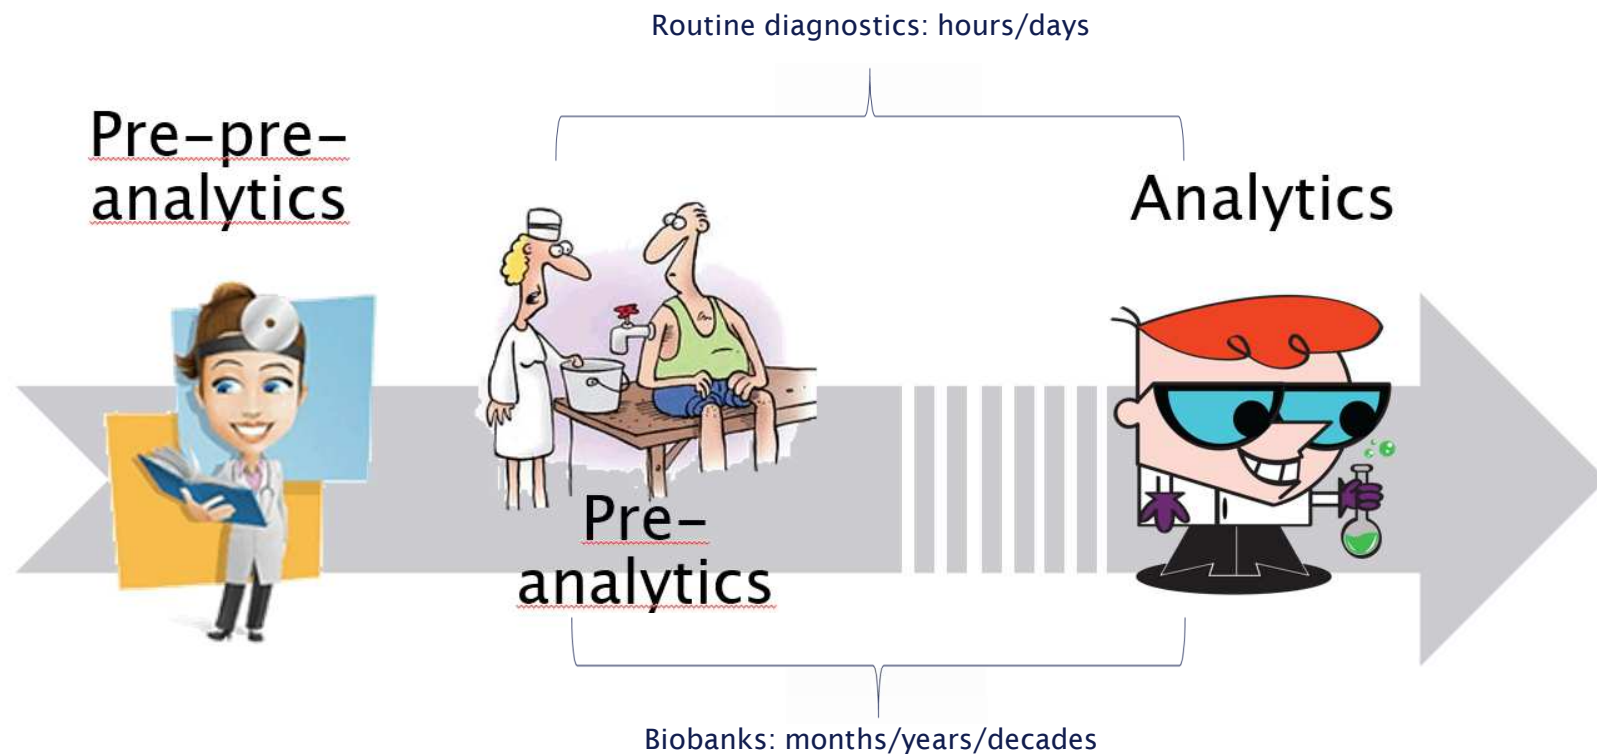 Routine diagnostics: hours/days
Pre-pre-
analytics
Analytics
Pre-
analytics
Biobanks: months/years/decades